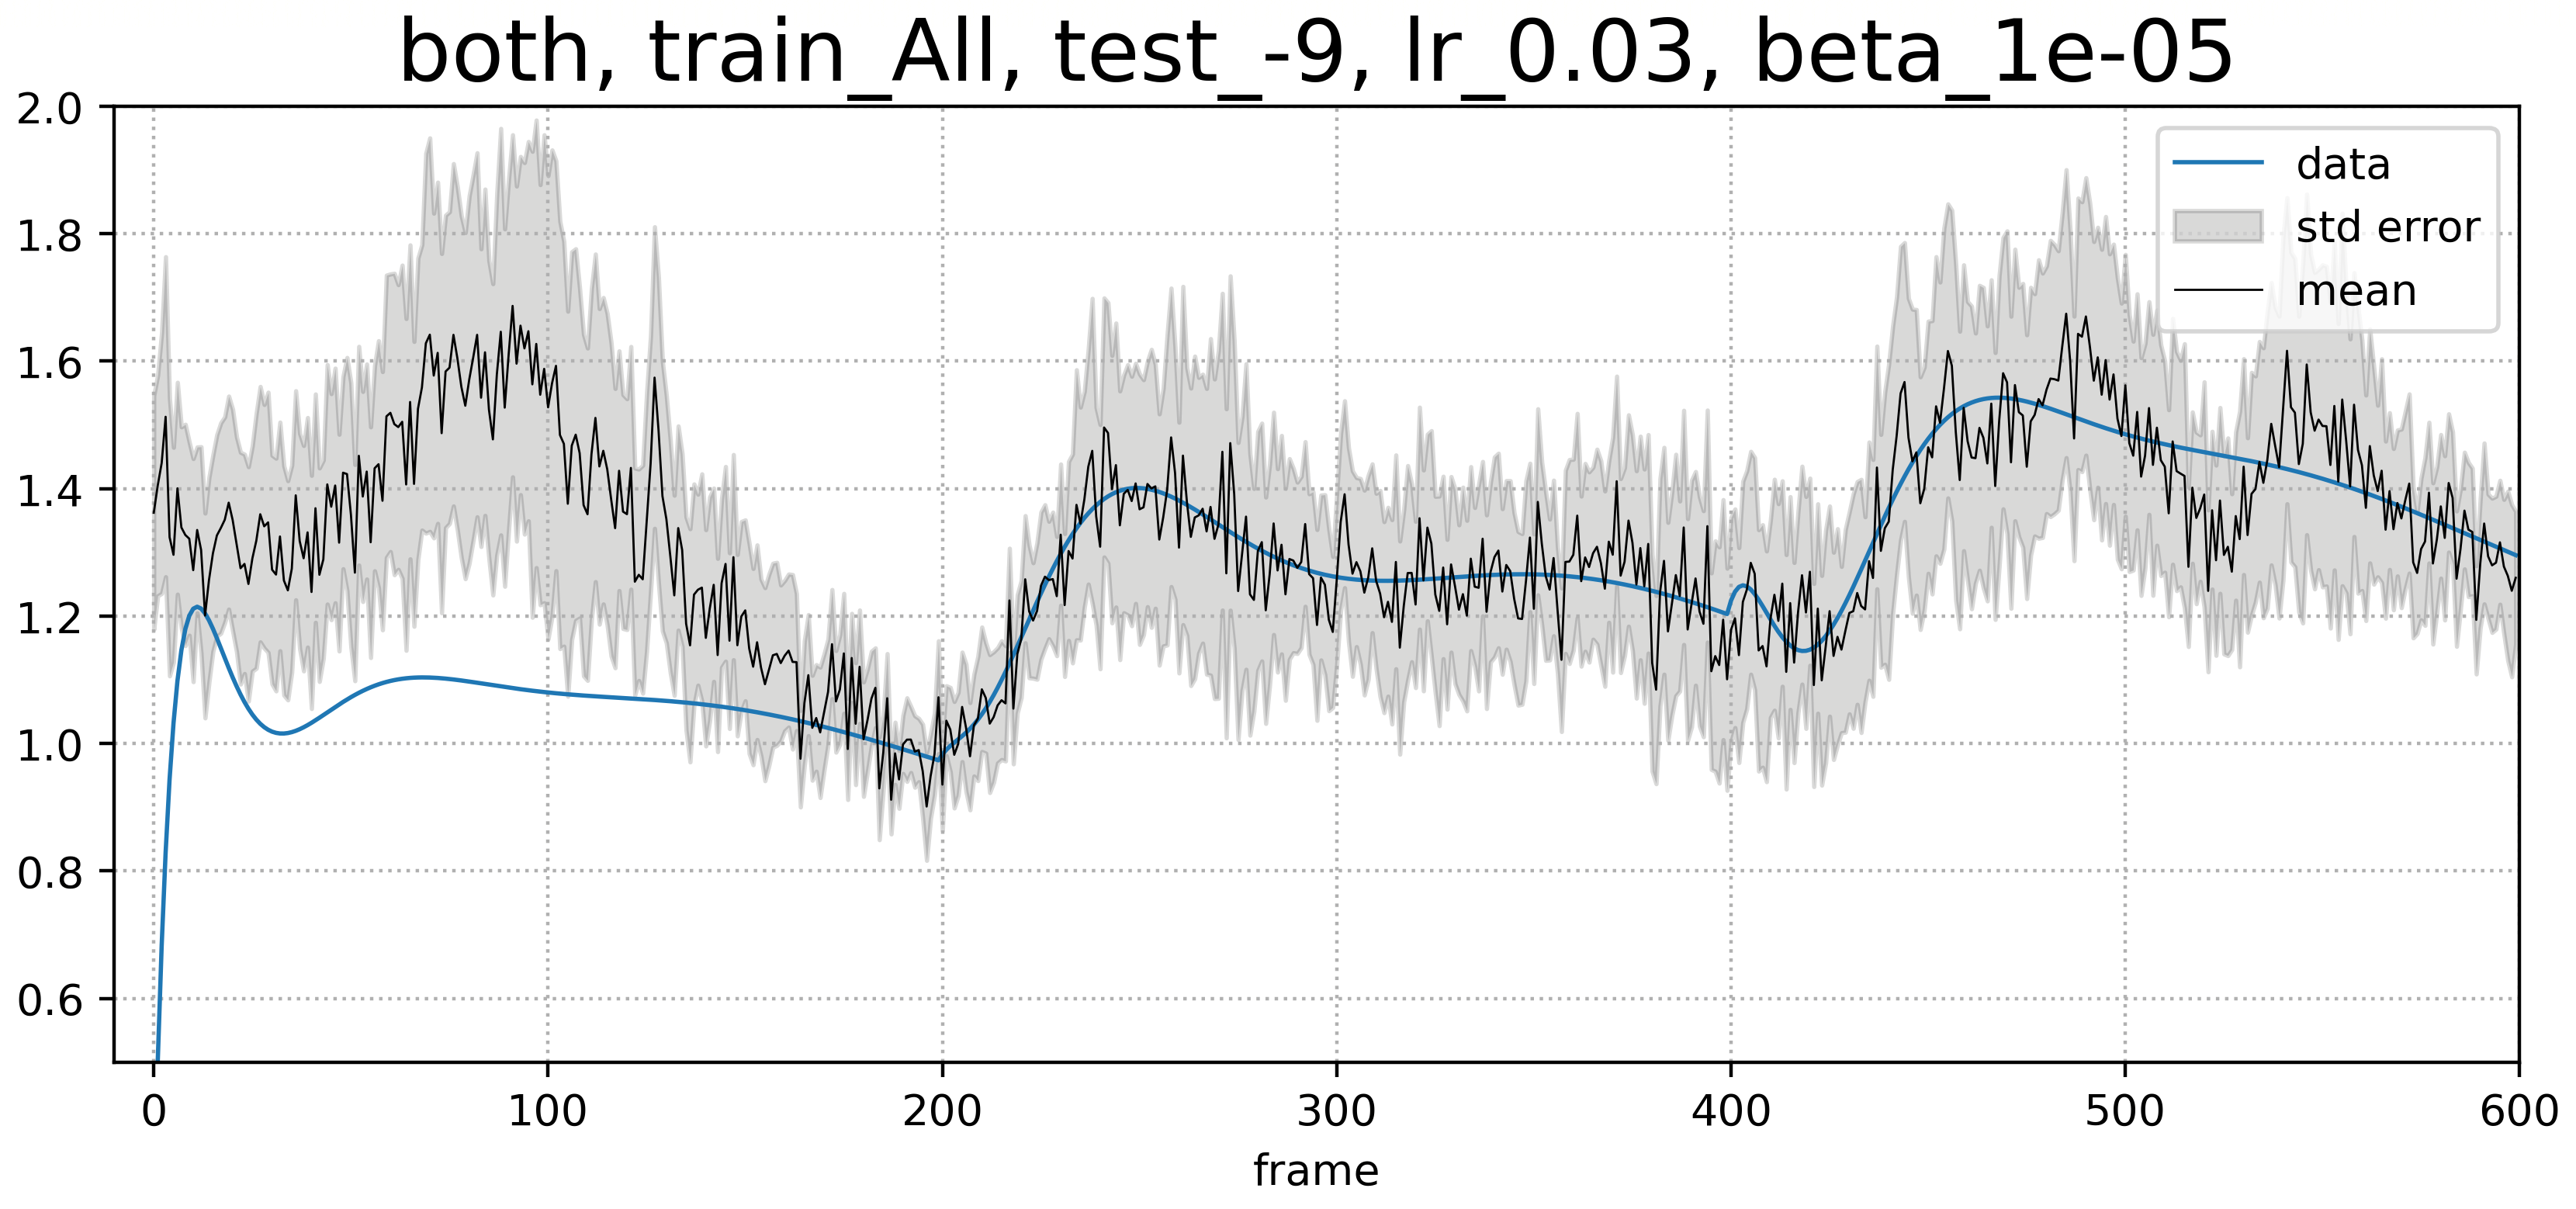 both, train_All, test_-9, lr_0.03, beta_1e-05
2.0
1.8
1.6
1.4
1.2
1.0
0.8
0.6
data
std error
mean
0 100 200 300 400 500 600
frame